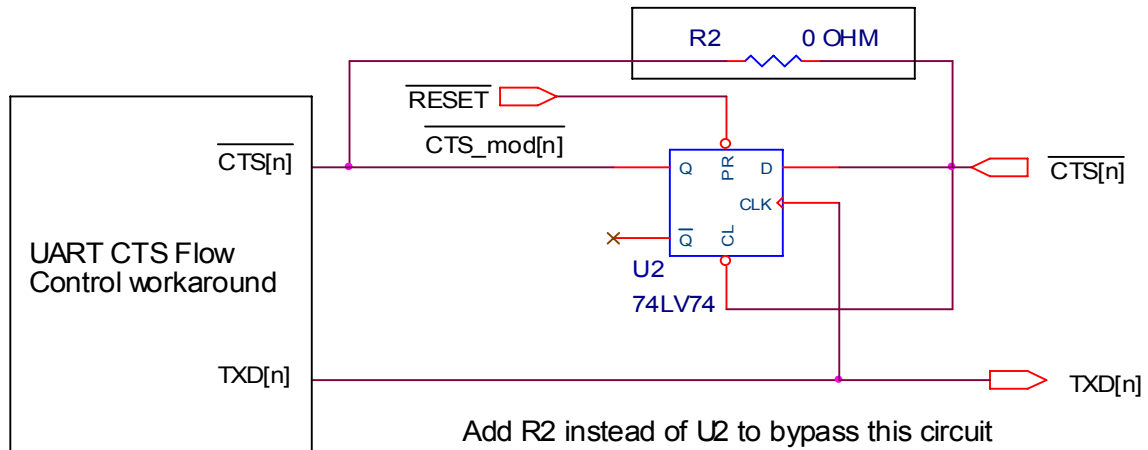 R2 0 OHM
RESET
CTS[n]
CTS_mod[n]
Q PR D
CTS[n]
CLK
UART CTS Flow
Control workaround
Q CL
U2
74LV74
TXD[n]
TXD[n]
Add R2 instead of U2 to bypass this circuit